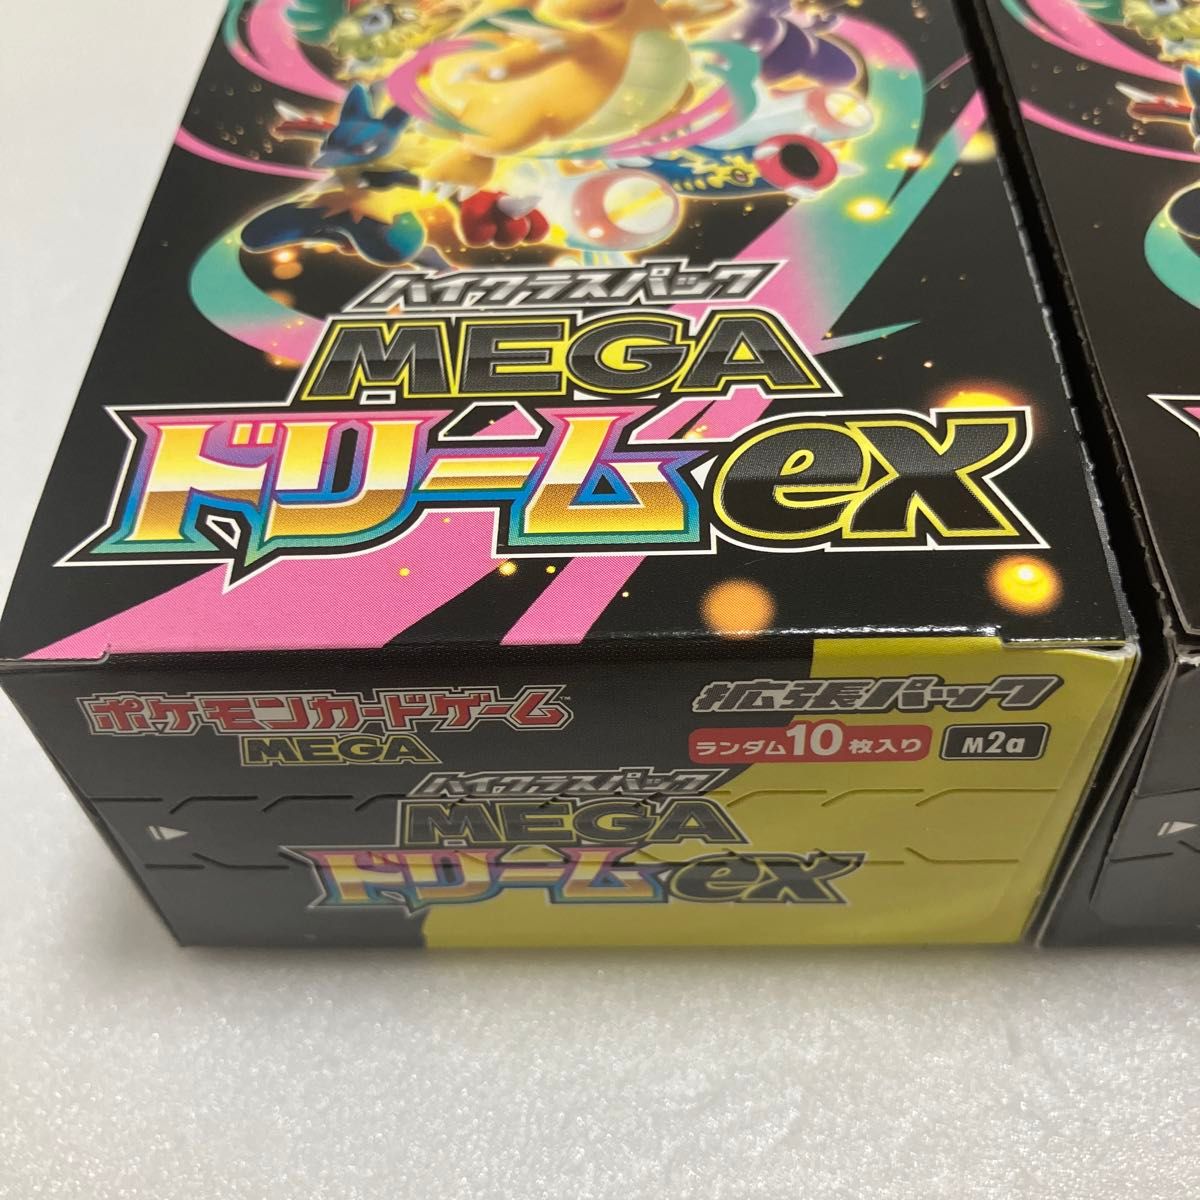 ハイクラスパック
MEGA
ドリームex
ポケモンカードゲーム™
MEGA
拡張パック
ランダム10枚入り
M2a
ハイクラスパック
MEGA
ドリームex